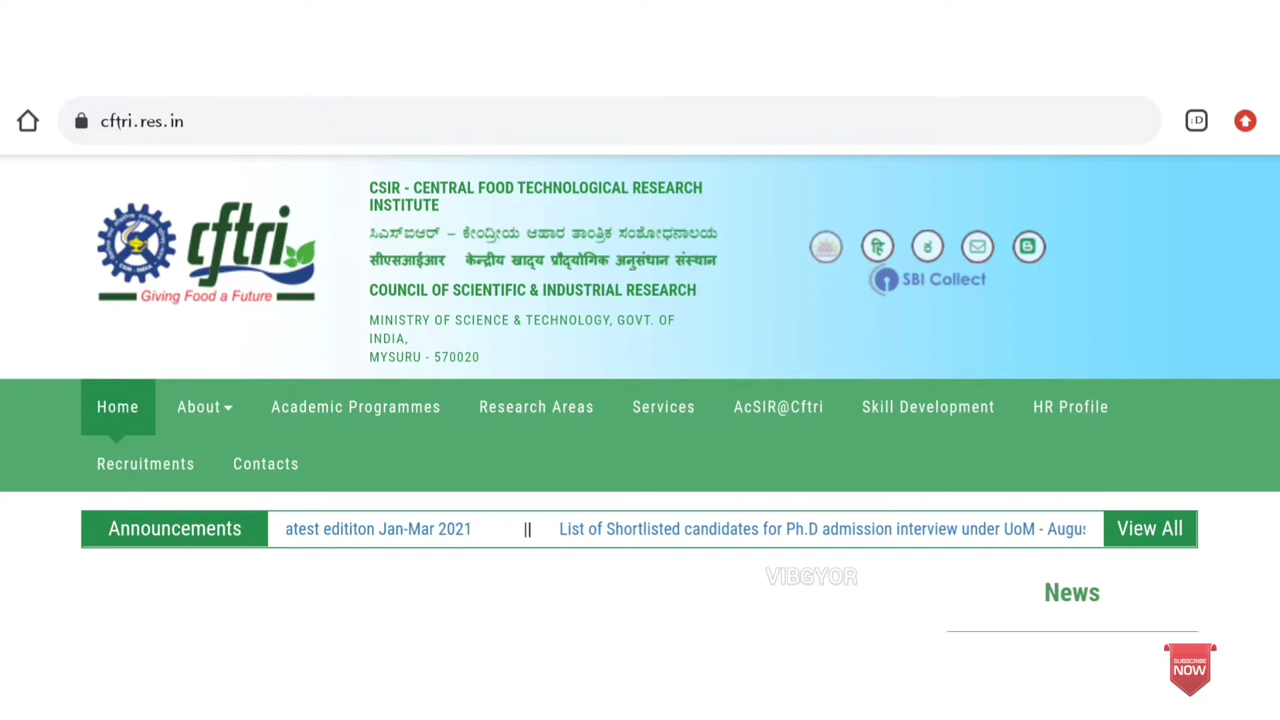 cftri.res.in
:D
CSIR - CENTRAL FOOD TECHNOLOGICAL RESEARCH
INSTITUTE
ಸಿಎಸ್ಐಆರ್ – ಕೇಂದ್ರೀಯ ಆಹಾರ ತಾಂತ್ರಿಕ ಸಂಶೋಧನಾಲಯ
सीएसआईआर केन्द्रीय खाद्य प्रौद्योगिक अनुसंधान संस्थान
COUNCIL OF SCIENTIFIC & INDUSTRIAL RESEARCH
MINISTRY OF SCIENCE & TECHNOLOGY, GOVT. OF
INDIA,
MYSURU - 570020
cftri
Giving Food a Future
हि ಕ
SBI Collect
Home About Academic Programmes Research Areas Services AcSIR@Cftri Skill Development HR Profile
Recruitments Contacts
Announcements atest edititon Jan-Mar 2021 || List of Shortlisted candidates for Ph.D admission interview under UoM - Augus View All
VIBGYOR
News
SUBSCRIBE
NOW